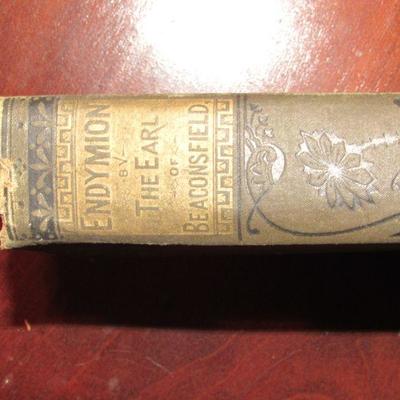 ENDYMION
BY
THE EARL
OF
BEACONSFIELD.